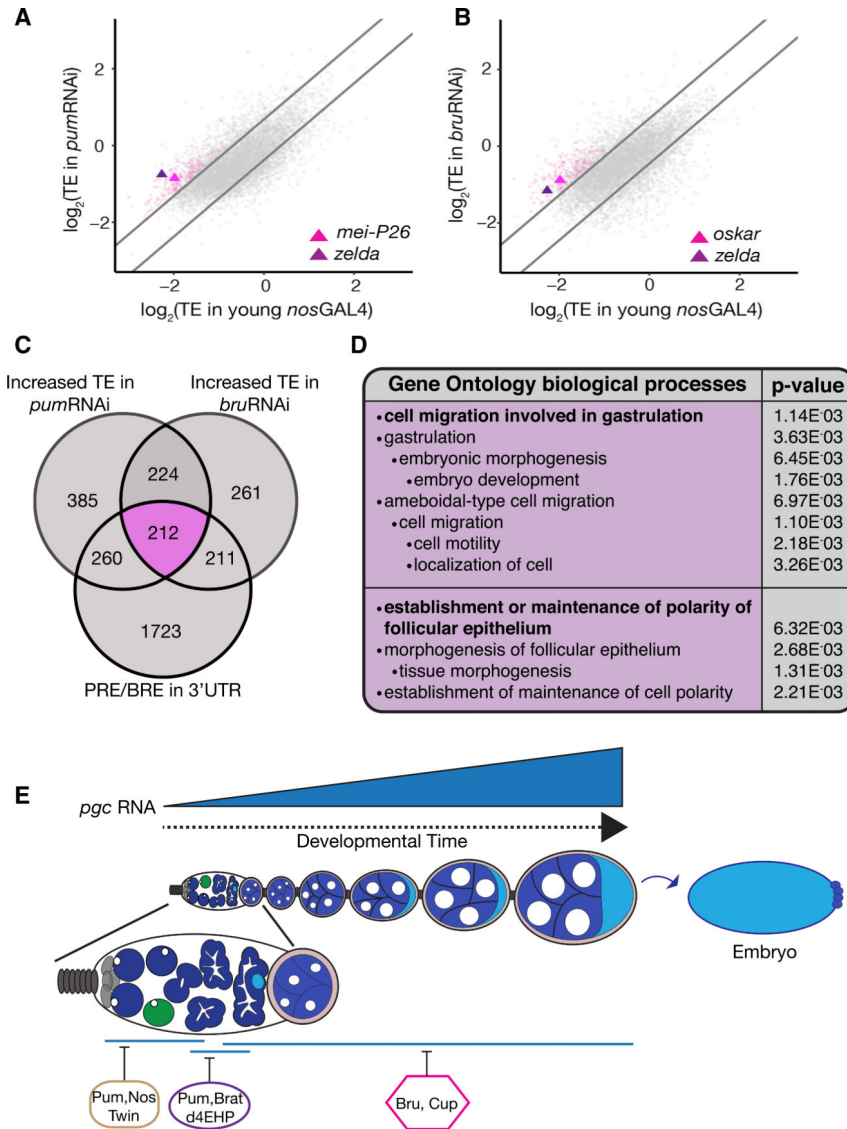 A
log2(TE in pumRNAi)
2
0
−2
−2
0
2
mei-P26
zelda
log2(TE in young nosGAL4)
B
log2(TE in bruRNAi)
2
0
−2
−2
0
2
oskar
zelda
log2(TE in young nosGAL4)
C
Increased TE in
pumRNAi
Increased TE in
bruRNAi
224
385
261
212
260
211
1723
PRE/BRE in 3'UTR
D
Gene Ontology biological processes p-value
•cell migration involved in gastrulation 1.14E-03
•gastrulation 3.63E-03
•embryonic morphogenesis 6.45E-03
•embryo development 1.76E-03
•ameboidal-type cell migration 6.97E-03
•cell migration 1.10E-03
•cell motility 2.18E-03
•localization of cell 3.26E-03
•establishment or maintenance of polarity of
follicular epithelium 6.32E-03
•morphogenesis of follicular epithelium 2.68E-03
•tissue morphogenesis 1.31E-03
•establishment of maintenance of cell polarity 2.21E-03
E
pgc RNA
Developmental Time
Embryo
Pum,Nos
Twin
Pum,Brat
d4EHP
Bru, Cup